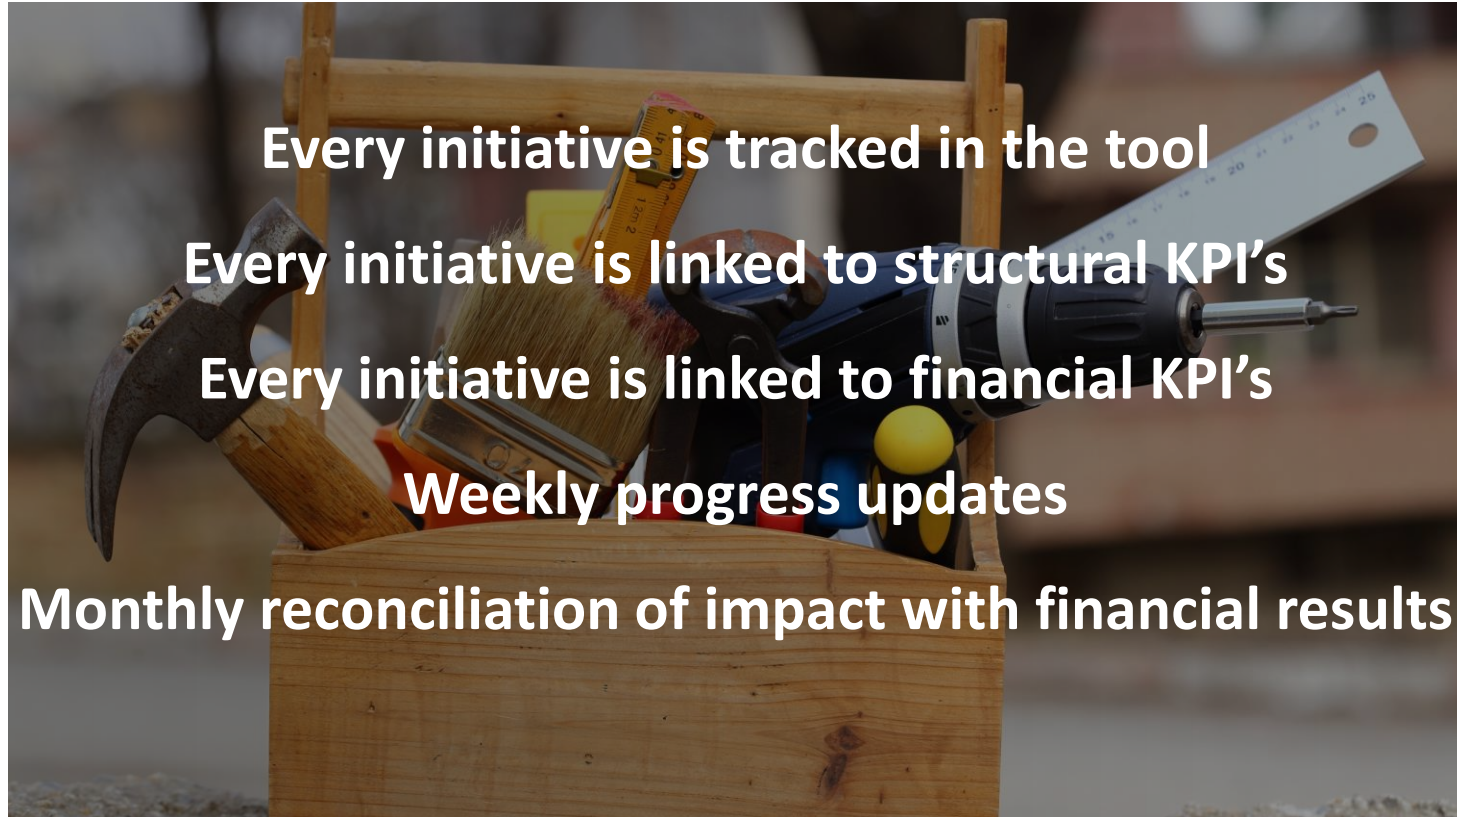 Every initiative is tracked in the tool
Every initiative is linked to structural KPI’s
Every initiative is linked to financial KPI’s
Weekly progress updates
Monthly reconciliation of impact with financial results